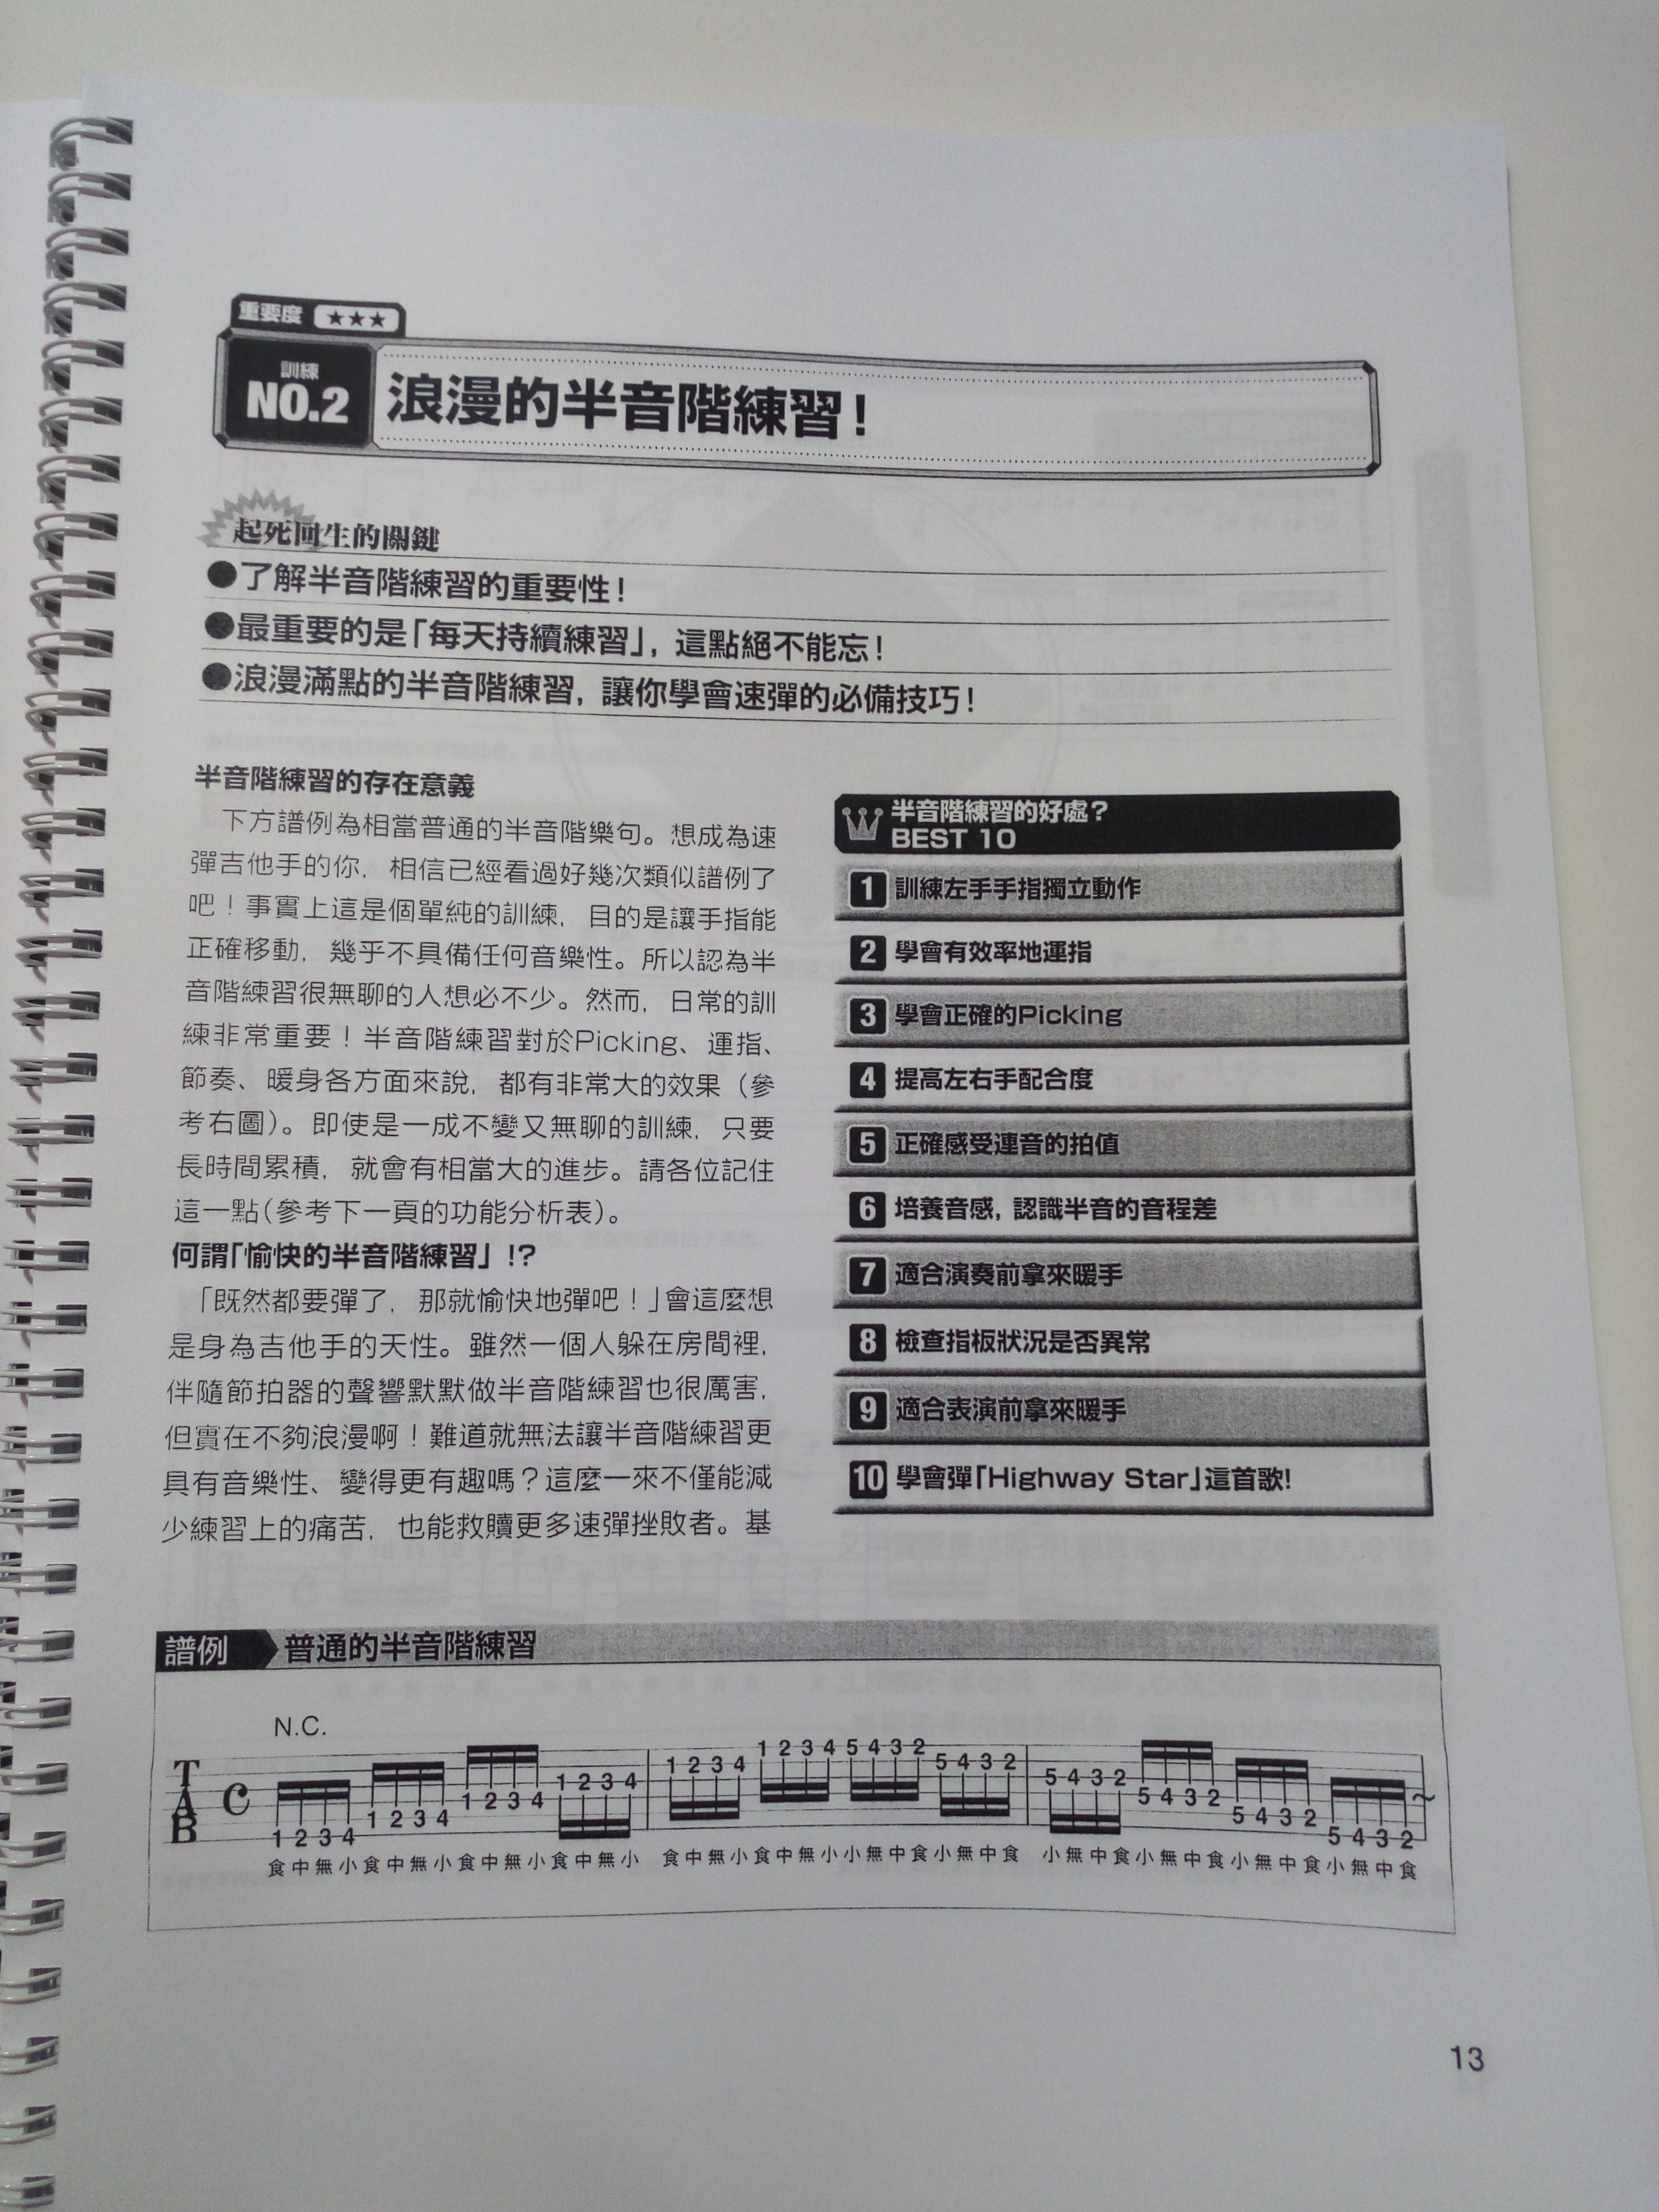 重要度 ★★★
訓練
NO.2
浪漫的半音階練習！
起死回生的關鍵
●了解半音階練習的重要性！
●最重要的是「每天持續練習」，這點絕不能忘！
●浪漫滿點的半音階練習，讓你學會速彈的必備技巧！
半音階練習的存在意義
下方譜例為相當普通的半音階樂句。想成為速
彈吉他手的你，相信已經看過好幾次類似譜例了
吧！事實上這是個單純的訓練，目的是讓手指能
正確移動，幾乎不具備任何音樂性。所以認為半
音階練習很無聊的人想必不少。然而，日常的訓
練非常重要！半音階練習對於Picking、運指、
節奏、暖身各方面來說，都有非常大的效果（參
考右圖）。即使是一成不變又無聊的訓練，只要
長時間累積，就會有相當大的進步。請各位記住
這一點（參考下一頁的功能分析表）。
何謂「愉快的半音階練習」!?
「既然都要彈了，那就愉快地彈吧！」會這麼想
是身為吉他手的天性。雖然一個人躲在房間裡，
伴隨節拍器的聲響默默做半音階練習也很厲害，
但實在不夠浪漫啊！難道就無法讓半音階練習更
具有音樂性、變得更有趣嗎？這麼一來不僅能減
少練習上的痛苦，也能救贖更多速彈挫敗者。基
半音階練習的好處？
BEST 10
1 訓練左手手指獨立動作
2 學會有效率地運指
3 學會正確的Picking
4 提高左右手配合度
5 正確感受連音的拍值
6 培養音感，認識半音的音程差
7 適合演奏前拿來暖手
8 檢查指板狀況是否異常
9 適合表演前拿來暖手
10 學會彈「Highway Star」這首歌！
譜例 普通的半音階練習
N.C.
T
A
B
1 2 3 4 1 2 3 4 1 2 3 4 1 2 3 4 1 2 3 4 1 2 3 4 5 4 3 2 5 4 3 2 5 4 3 2 5 4 3 2 5 4 3 2 5 4 3 2
食中無小食中無小食中無小食中無小 食中無小食中無小小無中食小無中食 小無中食小無中食小無中食小無中食
13